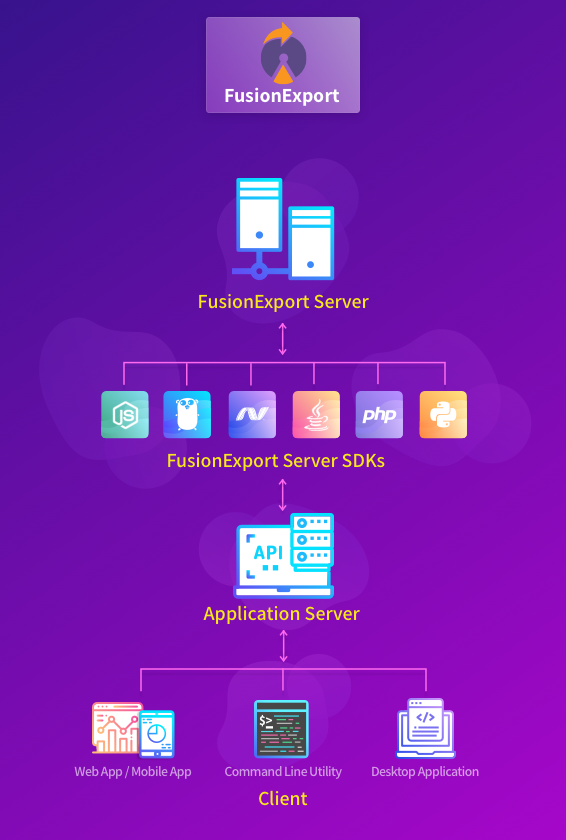 FusionExport
FusionExport Server
JS
php
FusionExport Server SDKs
API
Application Server
$>
</>
Web App / Mobile App
Command Line Utility
Desktop Application
Client